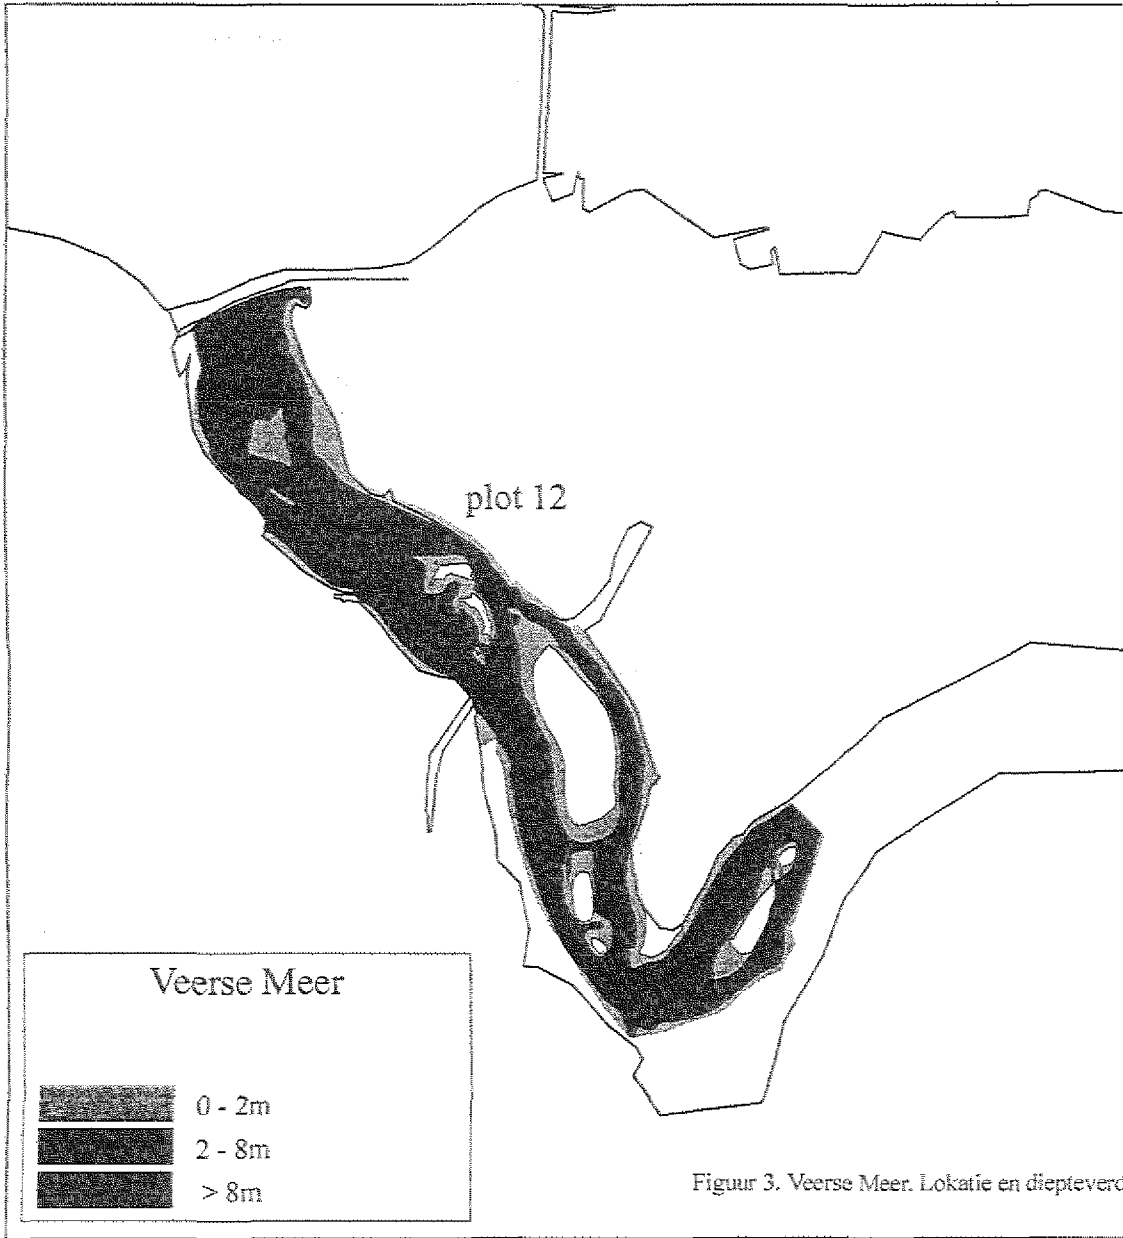 plot 12
Veerse Meer
0 - 2m
2 - 8m
> 8m
Figuur 3. Veerse Meer. Lokatie en diepteverd